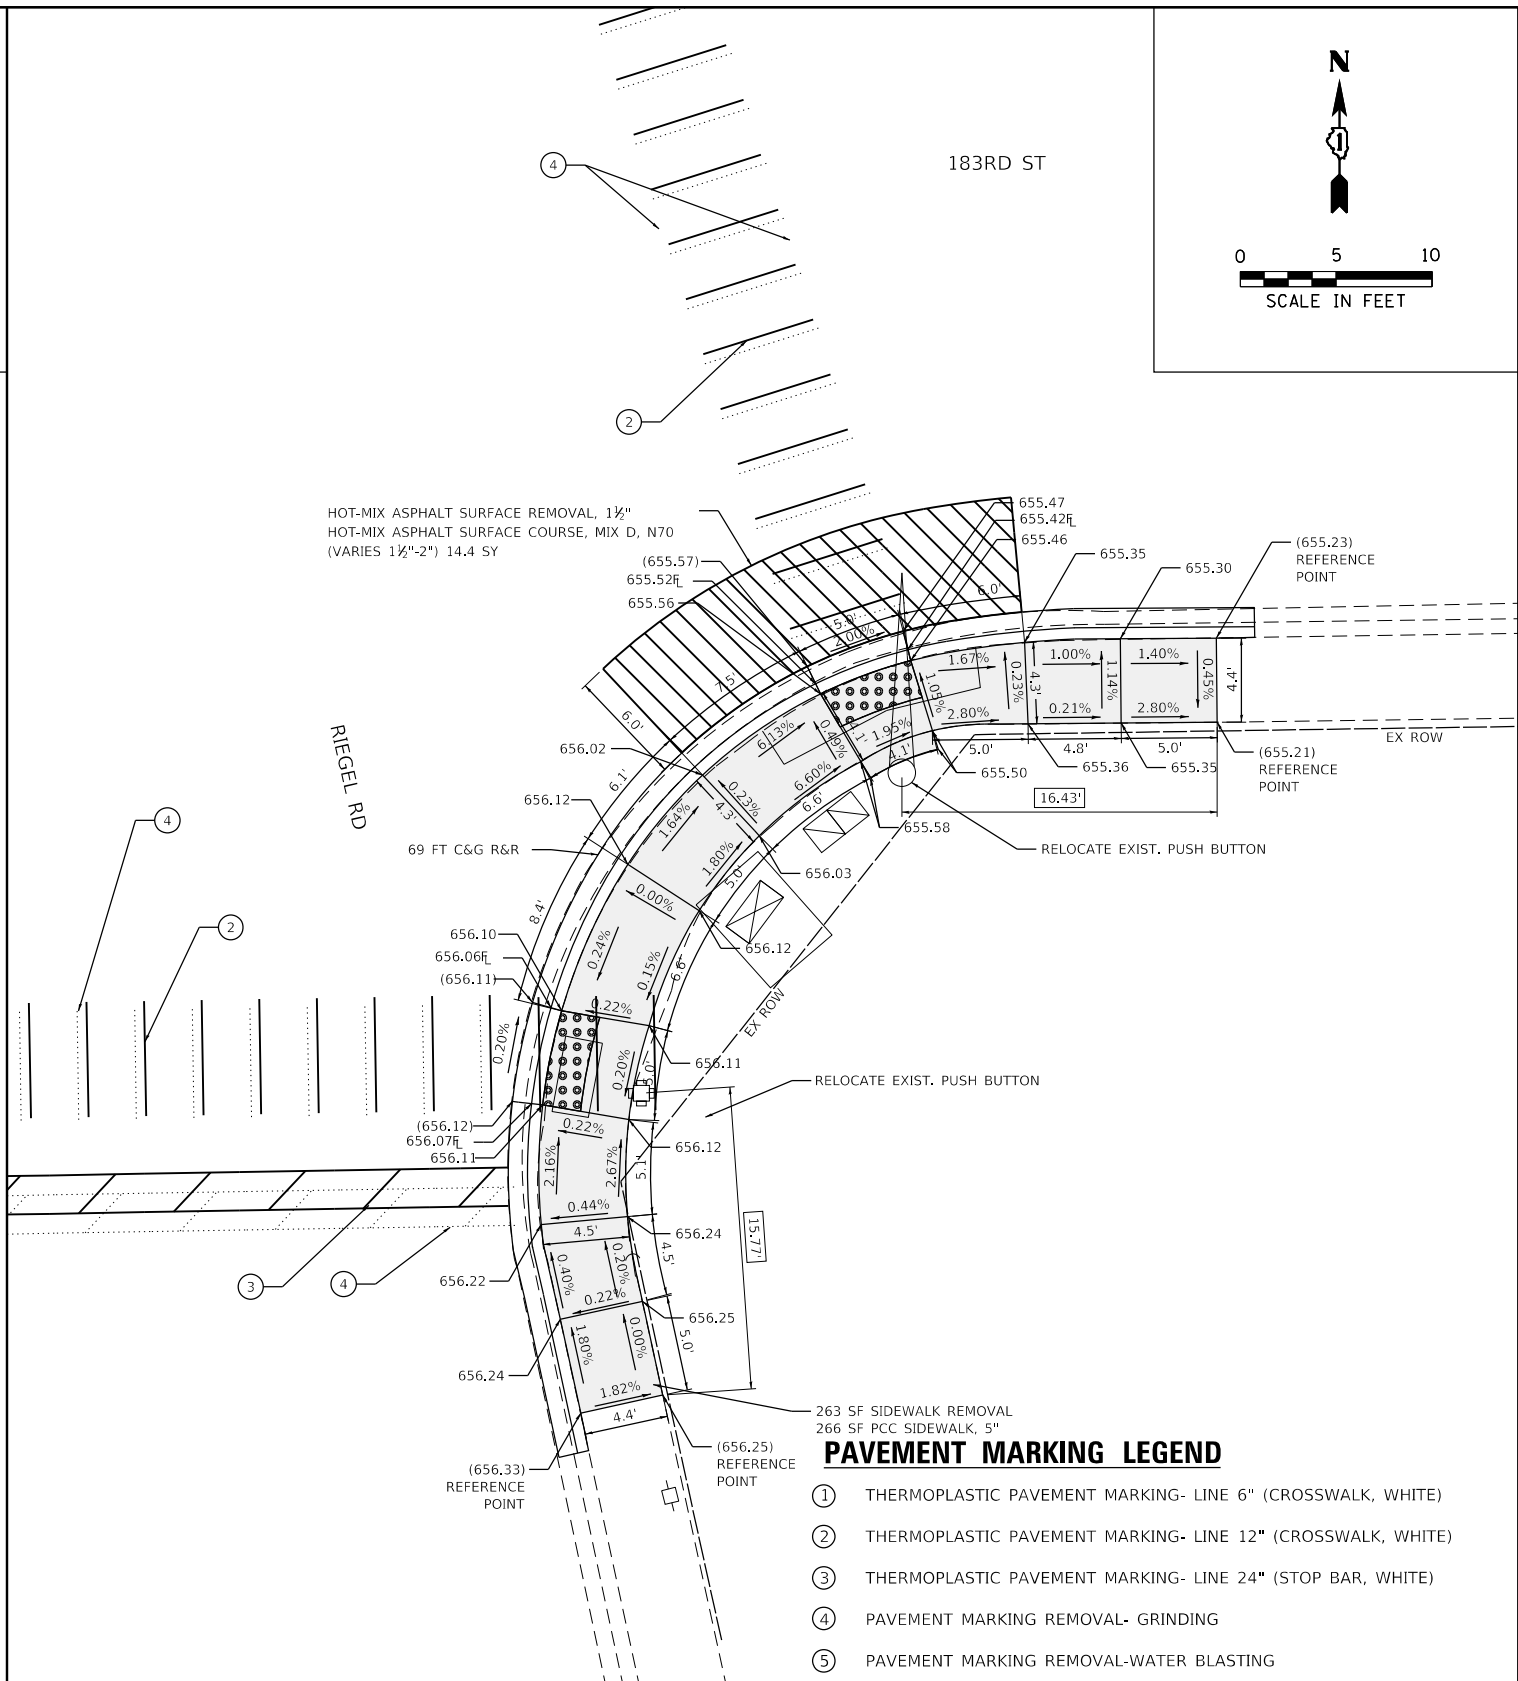 N
1
0 5 10
SCALE IN FEET
183RD ST
4
2
HOT-MIX ASPHALT SURFACE REMOVAL, 1½"
HOT-MIX ASPHALT SURFACE COURSE, MIX D, N70
(VARIES 1½"-2") 14.4 SY
(655.57)
655.52FL
655.56
655.47
655.42FL
655.46
655.35
655.30
(655.23)
REFERENCE
POINT
6.0'
5.0'
2.00%
7.5'
6.0'
1.67%
1.00%
1.40%
1.05%
0.23%
4.3'
1.14%
0.45%
4.4'
2.80%
0.21%
2.80%
EX ROW
5.0'
4.8'
5.0'
(655.21)
REFERENCE
POINT
655.50
655.36
655.35
16.43'
RIEGEL RD
656.02
6.13%
0.49%
4.1'
1.95%
4.1'
6.60%
6.6'
655.58
RELOCATE EXIST. PUSH BUTTON
6.1'
656.12
0.23%
4.3'
1.64%
1.80%
5.0'
656.03
4
69 FT C&G R&R
0.00%
8.4'
2
656.10
656.06FL
(656.11)
0.24%
0.15%
6.6'
656.12
EX ROW
0.22%
0.20%
0.20%
5.0'
656.11
RELOCATE EXIST. PUSH BUTTON
(656.12)
656.07FL
656.11
0.22%
656.12
2.16%
2.67%
5.1'
0.44%
4.5'
656.24
15.77'
3
4
656.22
0.40%
0.20%
4.5'
0.22%
656.25
656.24
1.80%
0.00%
5.0'
1.82%
4.4'
263 SF SIDEWALK REMOVAL
266 SF PCC SIDEWALK, 5"
(656.33)
REFERENCE
POINT
(656.25)
REFERENCE
POINT
PAVEMENT MARKING LEGEND
1 THERMOPLASTIC PAVEMENT MARKING- LINE 6" (CROSSWALK, WHITE)
2 THERMOPLASTIC PAVEMENT MARKING- LINE 12" (CROSSWALK, WHITE)
3 THERMOPLASTIC PAVEMENT MARKING- LINE 24" (STOP BAR, WHITE)
4 PAVEMENT MARKING REMOVAL- GRINDING
5 PAVEMENT MARKING REMOVAL-WATER BLASTING